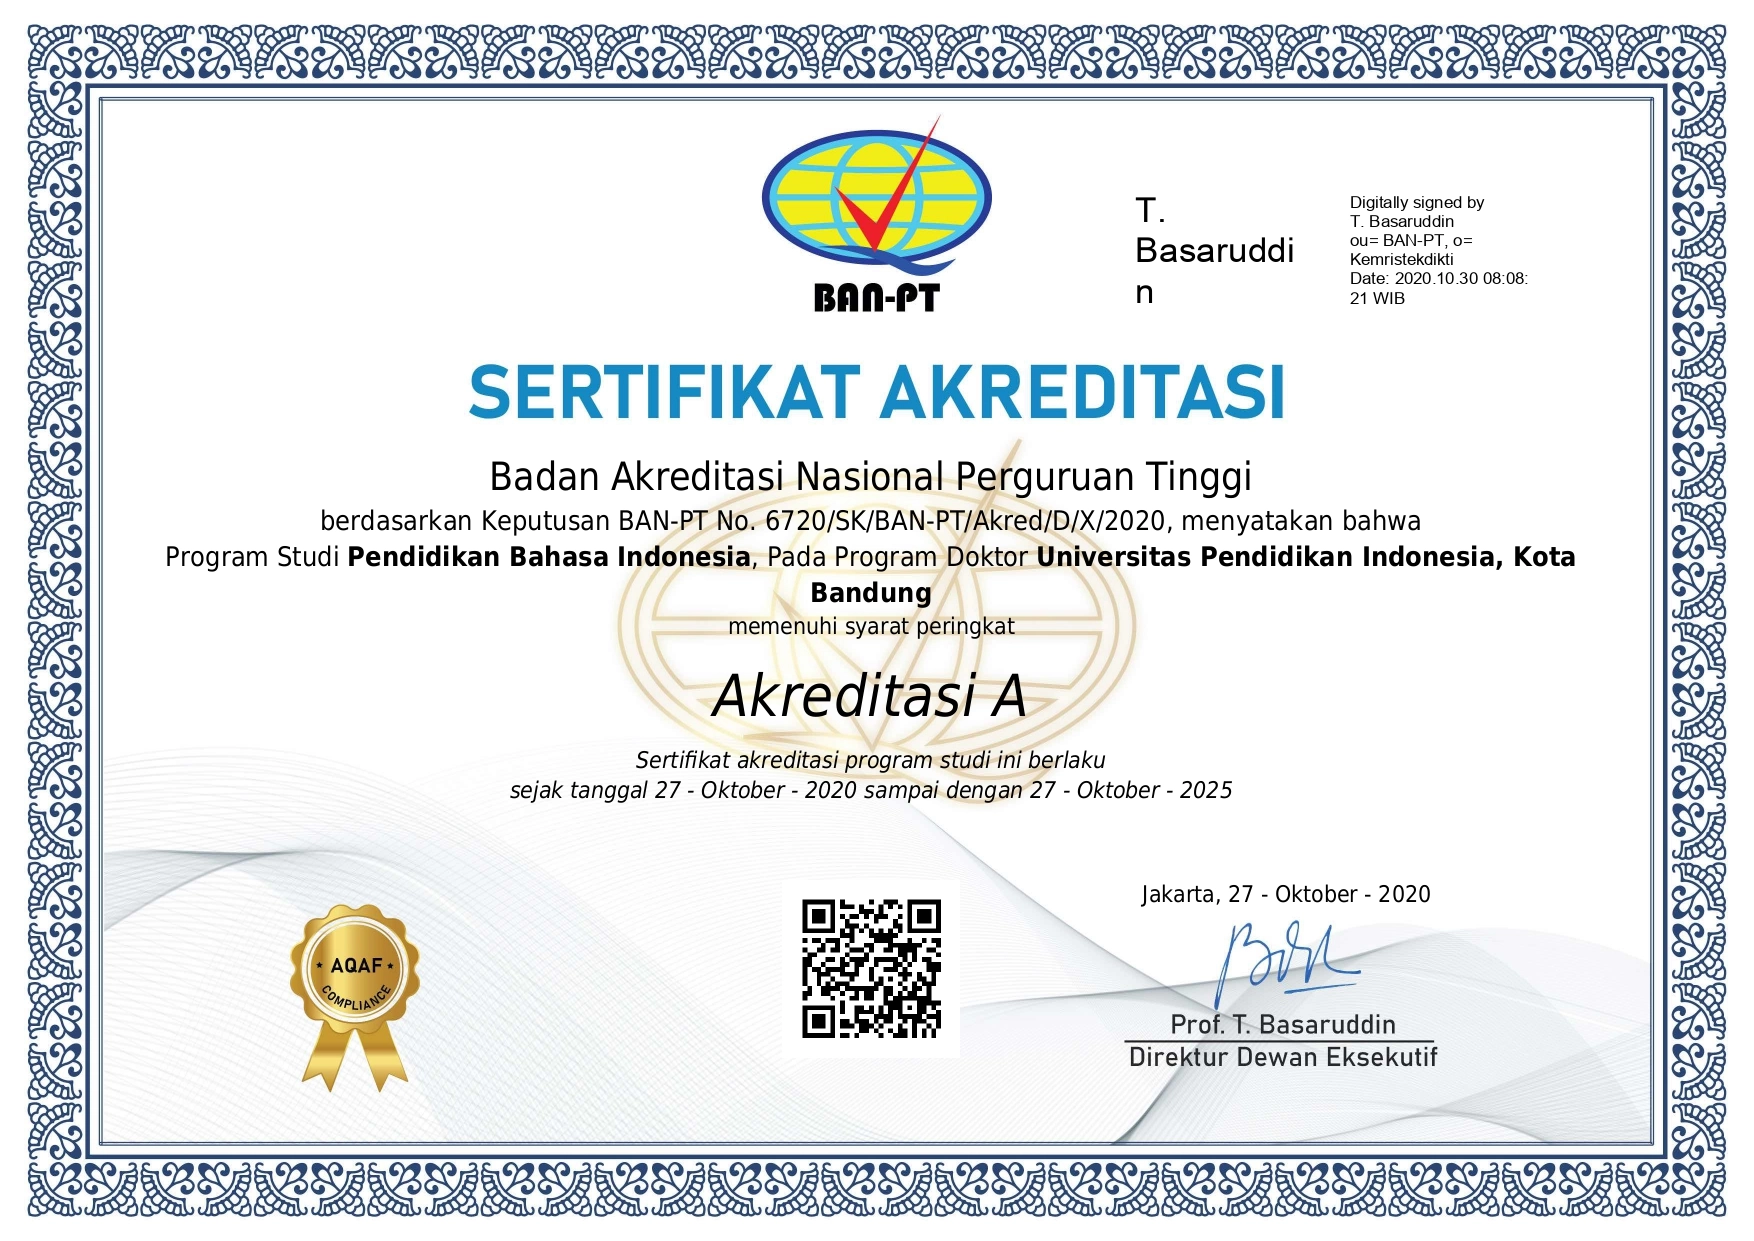 BAN-PT
T.
Basaruddi
n
Digitally signed by
T. Basaruddin
ou= BAN-PT, o=
Kemristekdikti
Date: 2020.10.30 08:08:
21 WIB
SERTIFIKAT AKREDITASI
Badan Akreditasi Nasional Perguruan Tinggi
berdasarkan Keputusan BAN-PT No. 6720/SK/BAN-PT/Akred/D/X/2020, menyatakan bahwa
Program Studi Pendidikan Bahasa Indonesia, Pada Program Doktor Universitas Pendidikan Indonesia, Kota
Bandung
memenuhi syarat peringkat
Akreditasi A
Sertifikat akreditasi program studi ini berlaku
sejak tanggal 27 - Oktober - 2020 sampai dengan 27 - Oktober - 2025
AQAF
COMPLIANCE
Jakarta, 27 - Oktober - 2020
Prof. T. Basaruddin
Direktur Dewan Eksekutif